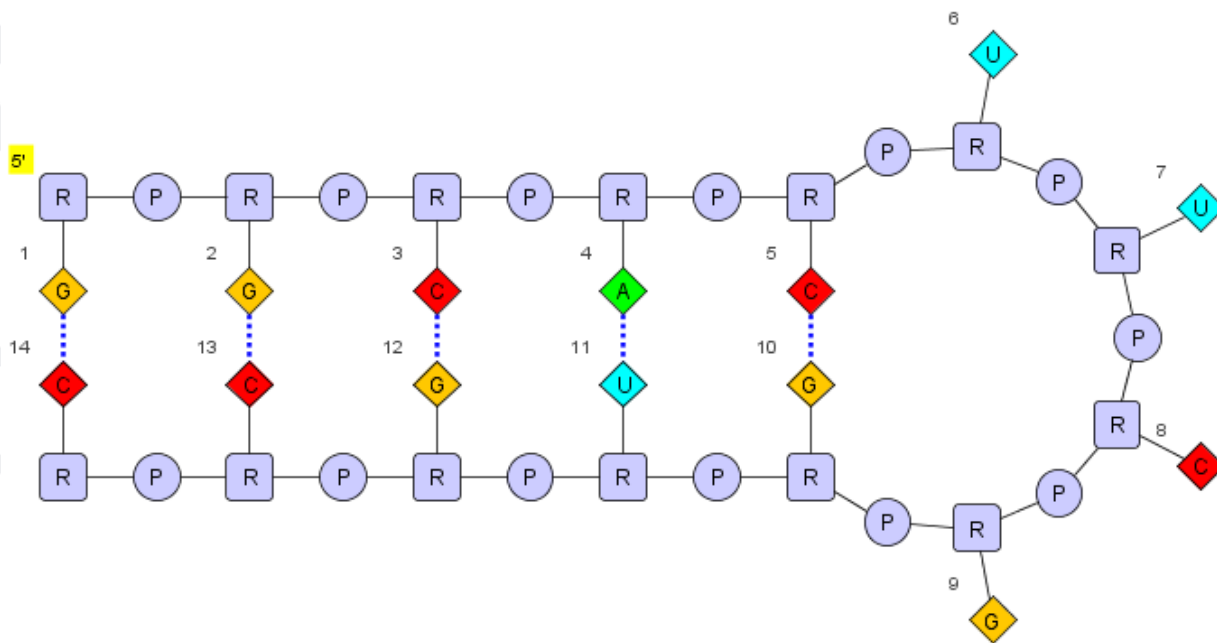 6
U
P R
P 7
U
5'
R P R P R P R P R
R
1 2 3 4 5
G G C A C
P
14 13 12 11 10
C C G U G
R 8
C
R P R P R P R P R
P
P R
9
G